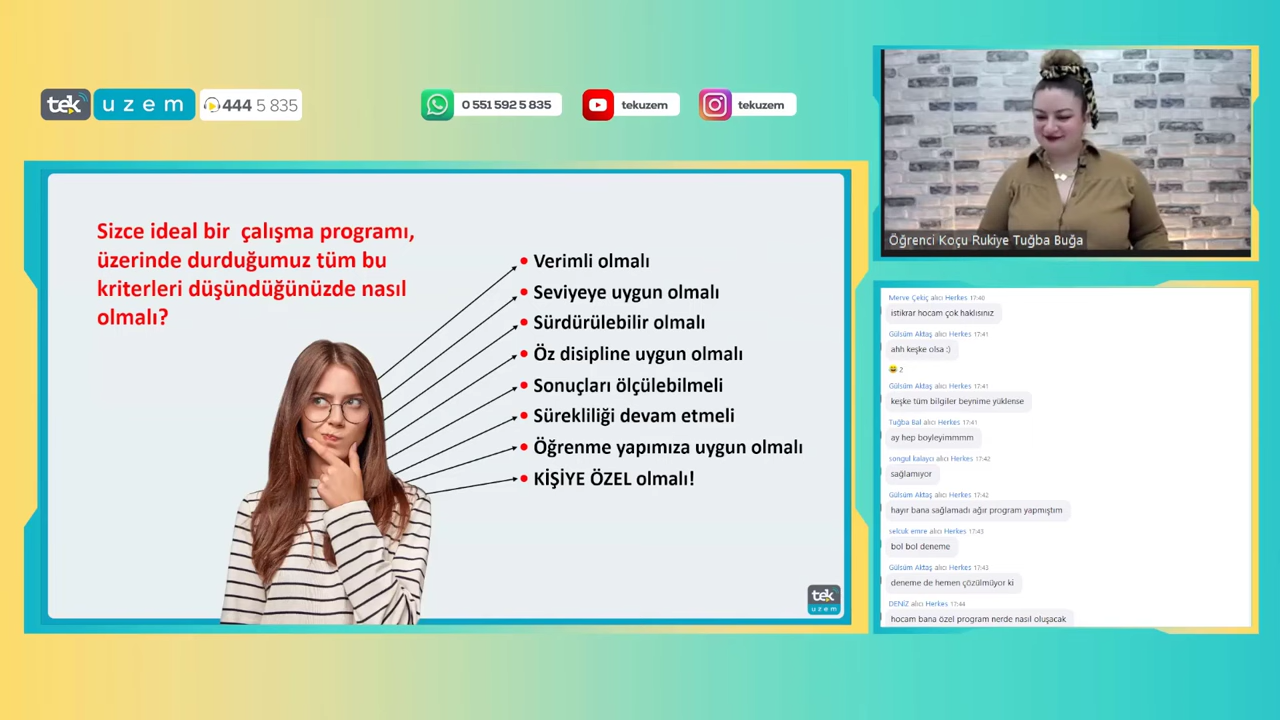 tek uzem 444 5 835
0 551 592 5 835
tekuzem
tekuzem
Sizce ideal bir çalışma programı,
üzerinde durduğumuz tüm bu
kriterleri düşündüğünüzde nasıl
olmalı?
• Verimli olmalı
• Seviyeye uygun olmalı
• Sürdürülebilir olmalı
• Öz disipline uygun olmalı
• Sonuçları ölçülebilmeli
• Sürekliliği devam etmeli
• Öğrenme yapımıza uygun olmalı
• KİŞİYE ÖZEL olmalı!
tek
uzem
Öğrenci Koçu Rukiye Tuğba Buğa
Merve Çekiç alıcı Herkes 17:40
istikrar hocam çok haklısınız
Gülsüm Aktaş alıcı Herkes 17:41
ahh keşke olsa :)
2
Gülsüm Aktaş alıcı Herkes 17:41
keşke tüm bilgiler beynime yüklense
Tuğba Bal alıcı Herkes 17:41
ay hep boyleyimmmm
songul kalaycı alıcı Herkes 17:42
sağlamıyor
Gülsüm Aktaş alıcı Herkes 17:42
hayır bana sağlamadı ağır program yapmıştım
selcuk emre alıcı Herkes 17:43
bol bol deneme
Gülsüm Aktaş alıcı Herkes 17:43
deneme de hemen çözülmüyor ki
DENİZ alıcı Herkes 17:44
hocam bana özel program nerde nasıl oluşacak